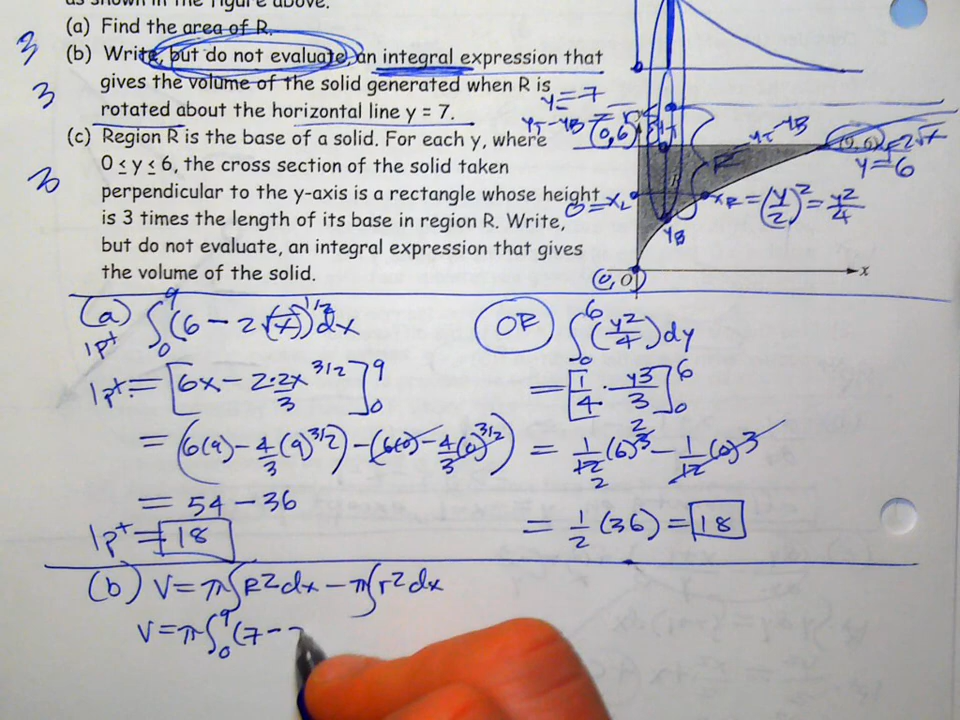 as shown in the figure above.
(a) Find the area of R.
3
(b) Write, but do not evaluate, an integral expression that
gives the volume of the solid generated when R is
3
rotated about the horizontal line y = 7.
(c) Region R is the base of a solid. For each y, where
0 ≤ y ≤ 6, the cross section of the solid taken
3
perpendicular to the y-axis is a rectangle whose height
is 3 times the length of its base in region R. Write,
but do not evaluate, an integral expression that gives
the volume of the solid.
y = 7
(0,6)
y = 2√x
y = 6
0 = x_L
x_R = (y/2)² = y²/4
y_B
(0,0)
x
(a) ∫₀⁹ (6 - 2√(x))^1/2 dx
1pt
OR
∫₀⁶ (y²/4) dy
1pt = [6x - 2·2x^3/2 / 3]₀⁹
= [1/4 · y³/3]₀⁶
= (6(9) - 4/3 (9)^3/2) - (6(0) - 4/3 (0)^3/2)
= 1/12 (6)³ - 1/12 (0)³
2
2
= 54 - 36
1pt = 18
= 1/2 (36) = 18
(b) V = π∫R²dx - π∫r²dx
V = π∫₀⁹ (7 -